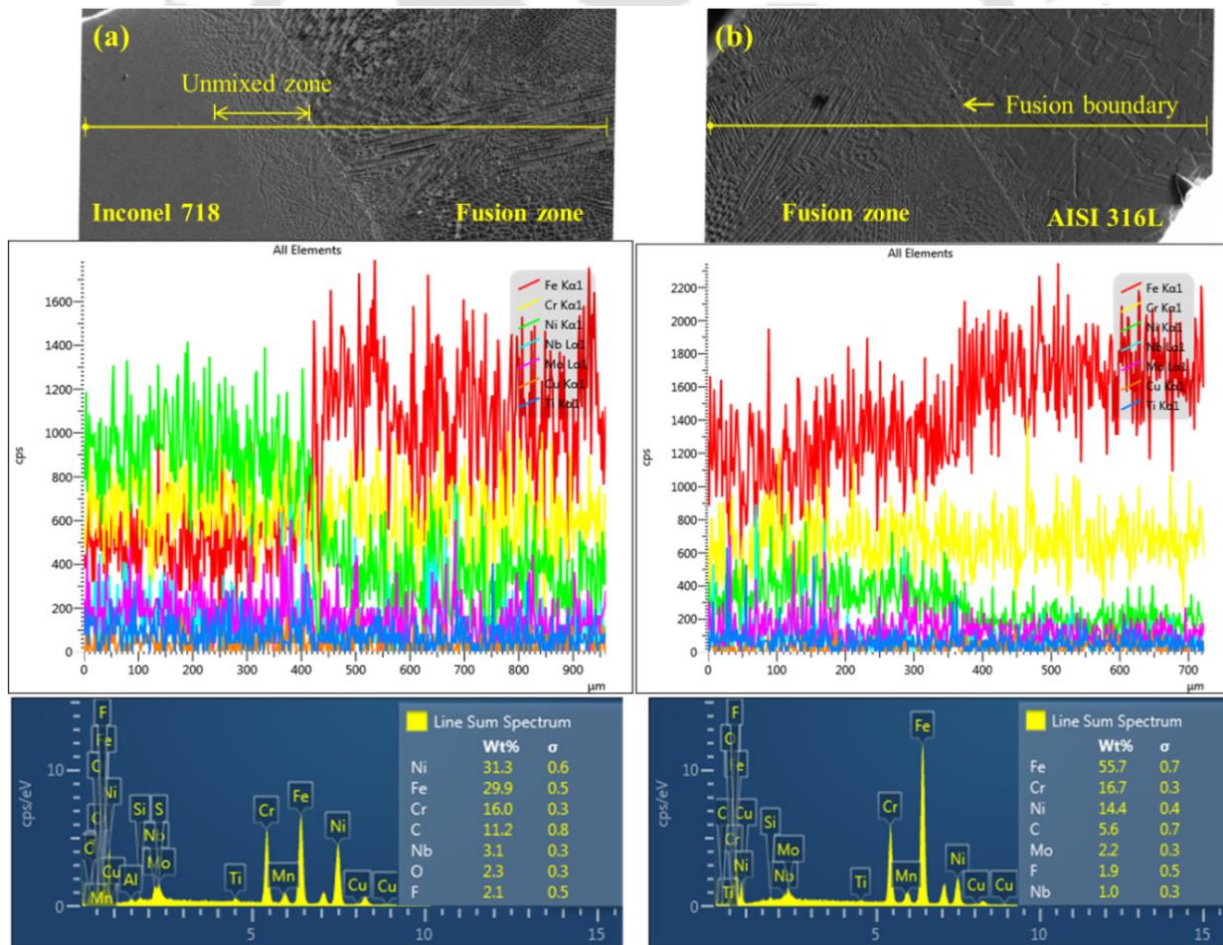 (a)
Unmixed zone
Inconel 718
Fusion zone
(b)
Fusion boundary
Fusion zone
AISI 316L
All Elements
1600
1400
1200
1000
800
600
400
200
0
cps
Fe Kα1
Cr Kα1
Ni Kα1
Nb Lα1
Mo Lα1
Cu Kα1
Ti Kα1
0 100 200 300 400 500 600 700 800 900
µm
All Elements
2200
2000
1800
1600
1400
1200
1000
800
600
400
200
0
cps
Fe Kα1
Cr Kα1
Ni Kα1
Nb Lα1
Mo Lα1
Cu Kα1
Ti Kα1
0 100 200 300 400 500 600 700
µm
Line Sum Spectrum
Wt% σ
Ni 31.3 0.6
Fe 29.9 0.5
Cr 16.0 0.3
C 11.2 0.8
Nb 3.1 0.3
O 2.3 0.3
F 2.1 0.5
cps/eV
10
0
F
Fe
C
Ni
Si
S
Nb
Mo
Cu
Mn
Al
Ti
Cr
Mn
Fe
Ni
Cu
Cu
5 10 15
Line Sum Spectrum
Wt% σ
Fe 55.7 0.7
Cr 16.7 0.3
Ni 14.4 0.4
C 5.6 0.7
Mo 2.2 0.3
F 1.9 0.5
Nb 1.0 0.3
cps/eV
10
0
F
O
Fe
C
Cu
Cr
Ni
Ti
Si
Mo
Nb
Ti
Cr
Mn
Fe
Ni
Cu
Cu
5 10 15